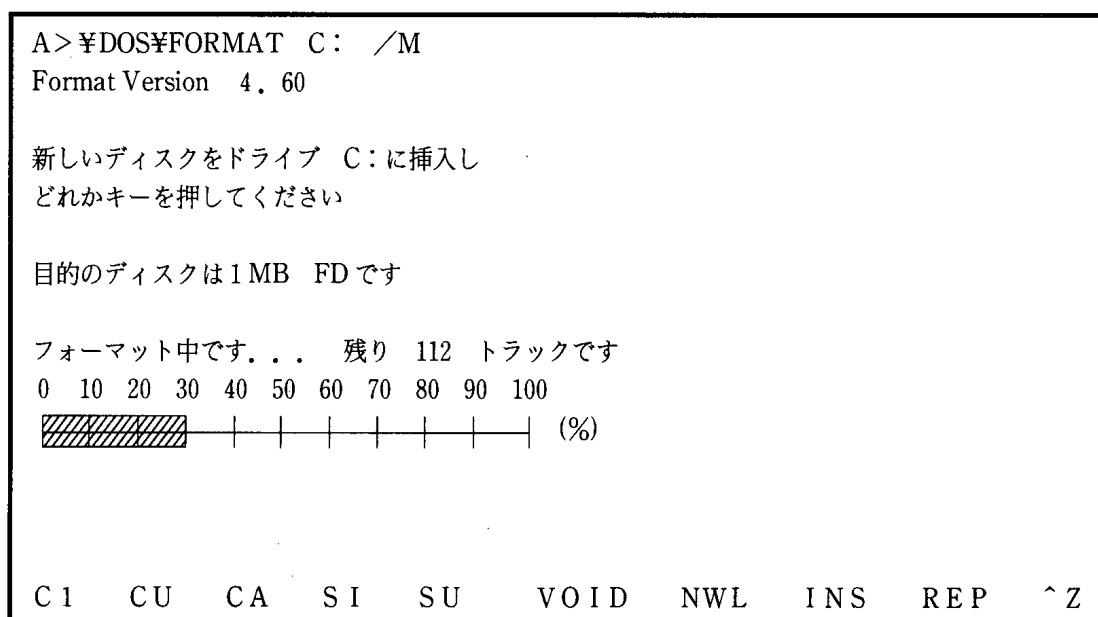 A>¥DOS¥FORMAT C: /M
Format Version 4.60
新しいディスクをドライブ C:に挿入し
どれかキーを押してください
目的のディスクは1MB FDです
フォーマット中です... 残り 112 トラックです
0 10 20 30 40 50 60 70 80 90 100
(%)
C1 CU CA SI SU VOID NWL INS REP ^Z